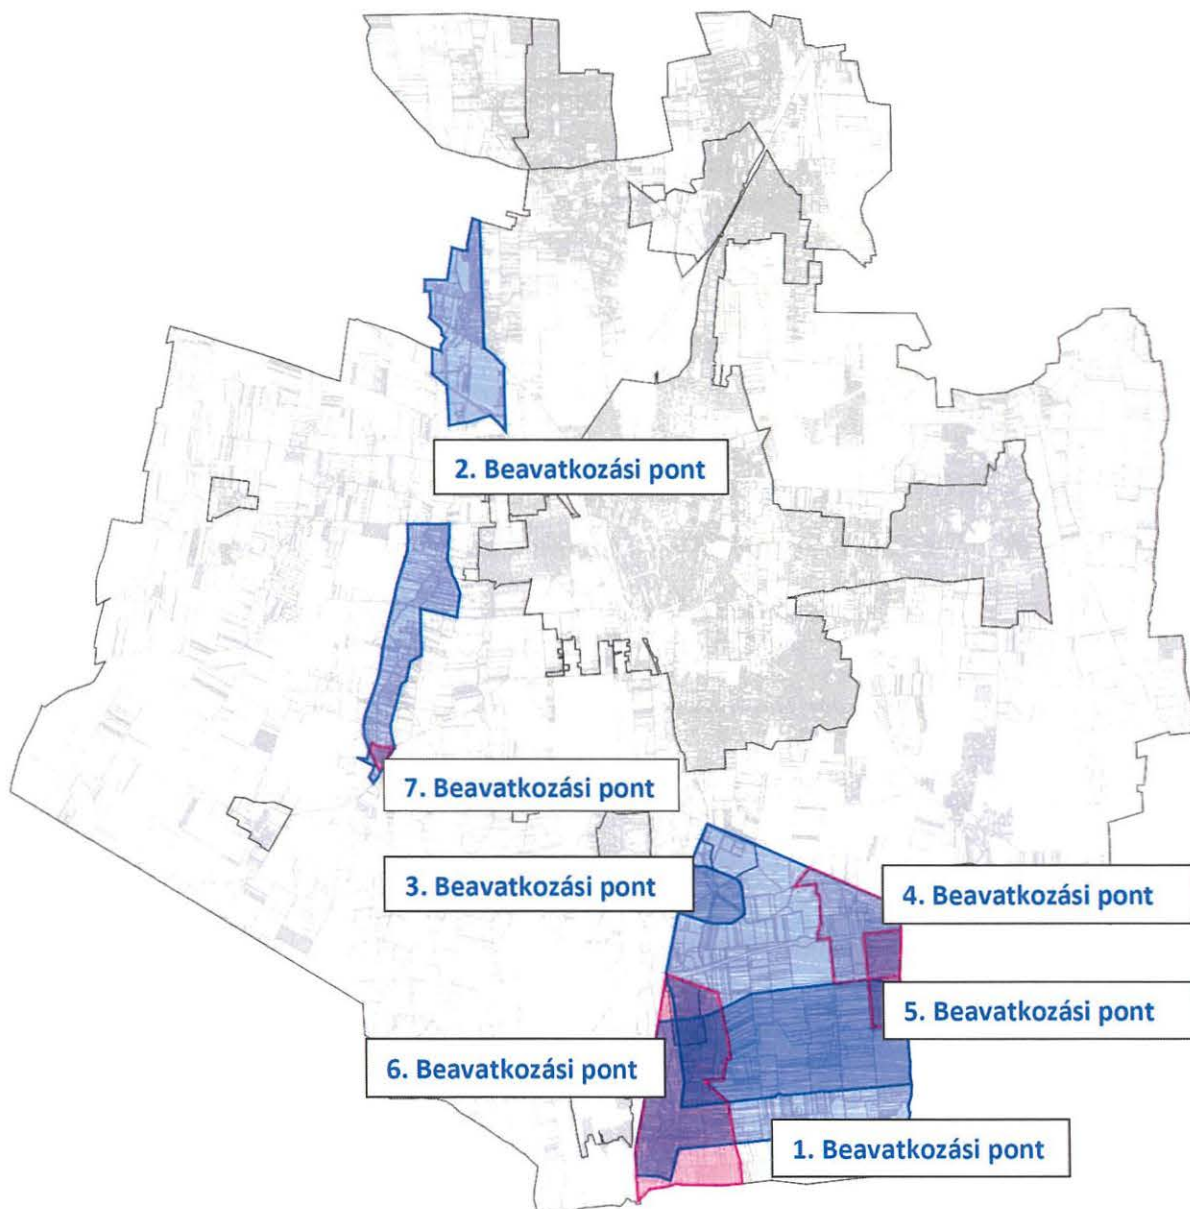 2. Beavatkozási pont
7. Beavatkozási pont
3. Beavatkozási pont
4. Beavatkozási pont
5. Beavatkozási pont
6. Beavatkozási pont
1. Beavatkozási pont